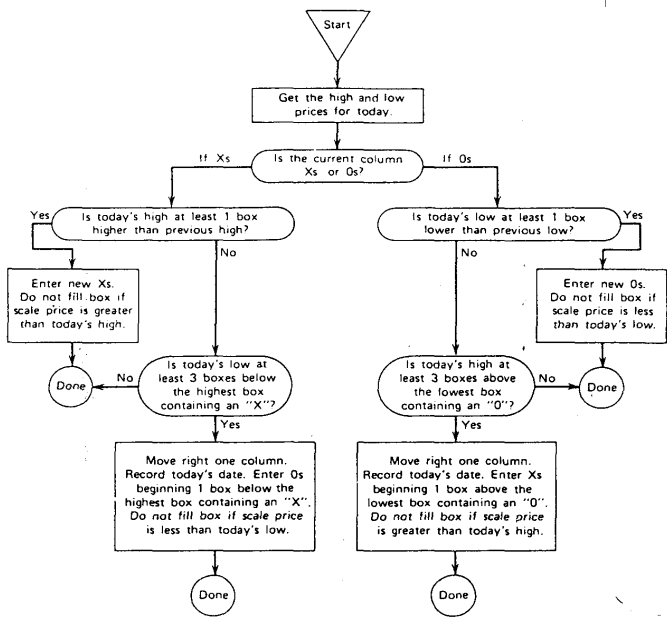 Start
Get the high and low
prices for today.
If Xs
Is the current column
Xs or 0s?
If 0s
Yes
Is today's high at least 1 box
higher than previous high?
Is today's low at least 1 box
lower than previous low?
Yes
No
No
Enter new Xs.
Do not fill box if
scale price is greater
than today's high.
Enter new 0s.
Do not fill box if
scale price is less
than today's low.
Done
No
Is today's low at
least 3 boxes below
the highest box
containing an "X"?
Is today's high at
least 3 boxes above
the lowest box
containing an "0"?
No
Done
Yes
Yes
Move right one column.
Record today's date. Enter 0s
beginning 1 box below the
highest box containing an "X".
Do not fill box if scale price
is less than today's low.
Move right one column.
Record today's date. Enter Xs
beginning 1 box above the
lowest box containing an "0".
Do not fill box if scale price
is greater than today's high.
Done
Done